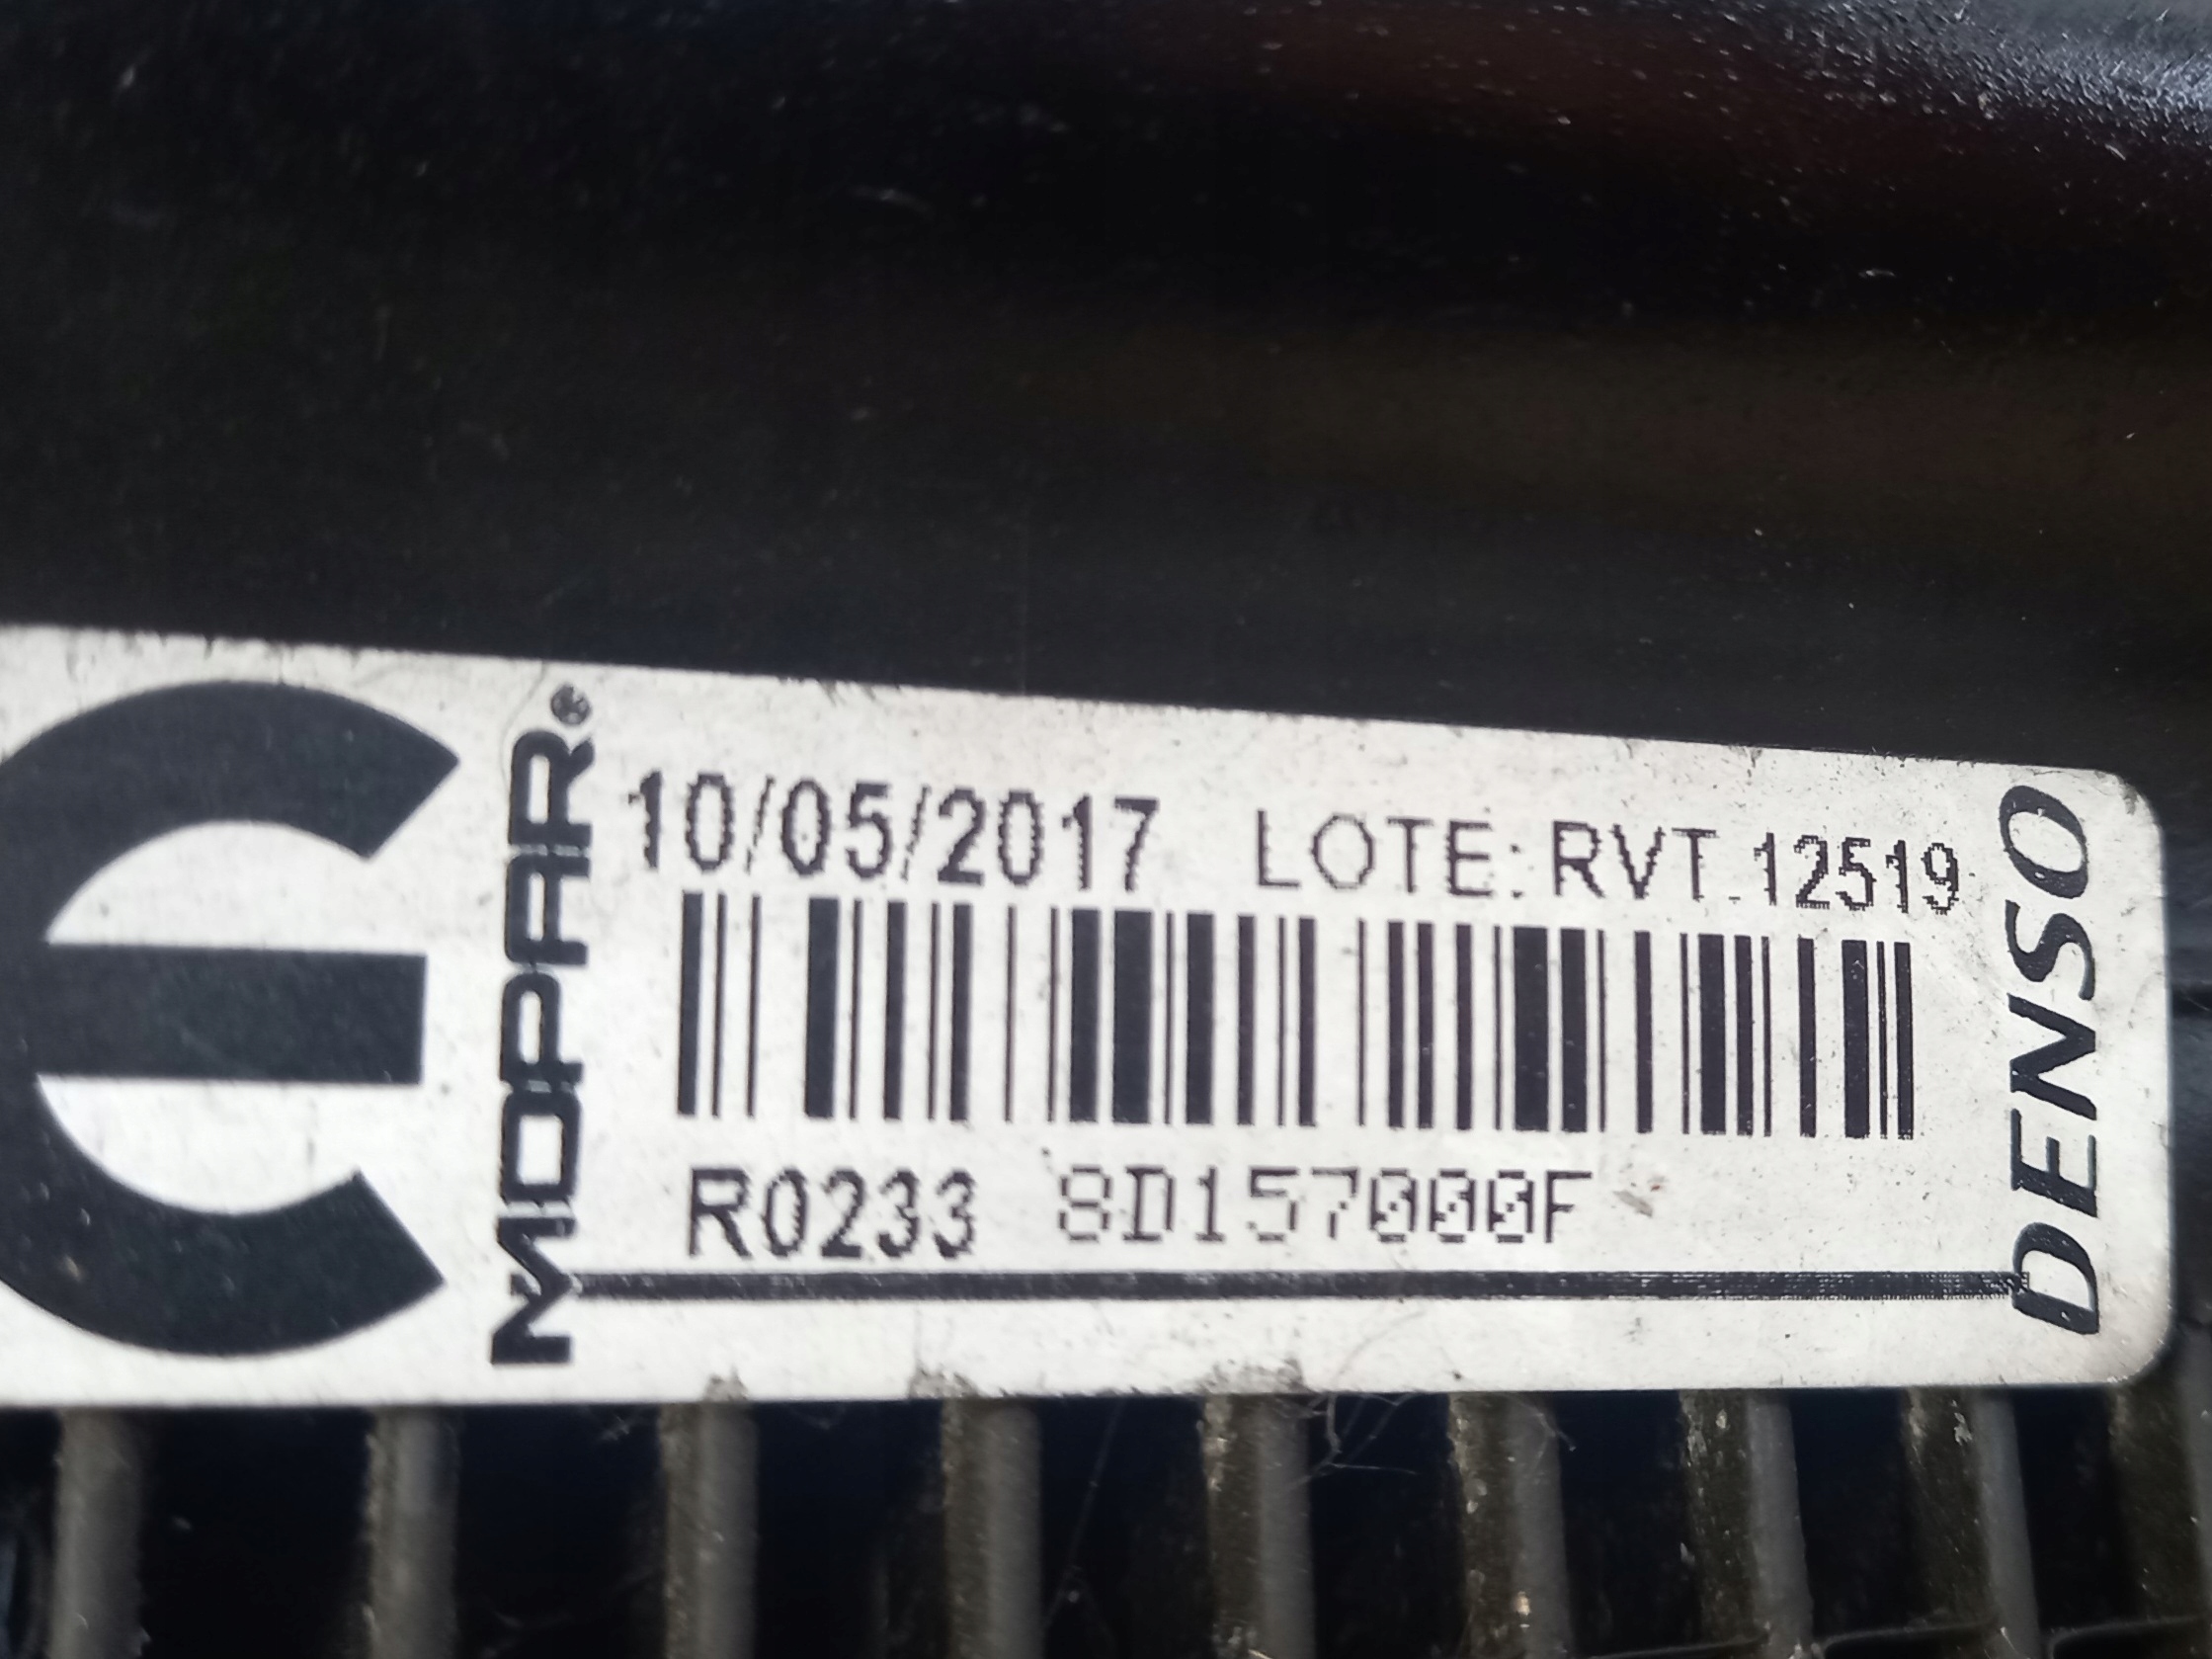 MOPAR®
10/05/2017 LOTE: RVT 12519
R0233 8D157000F
DENSO